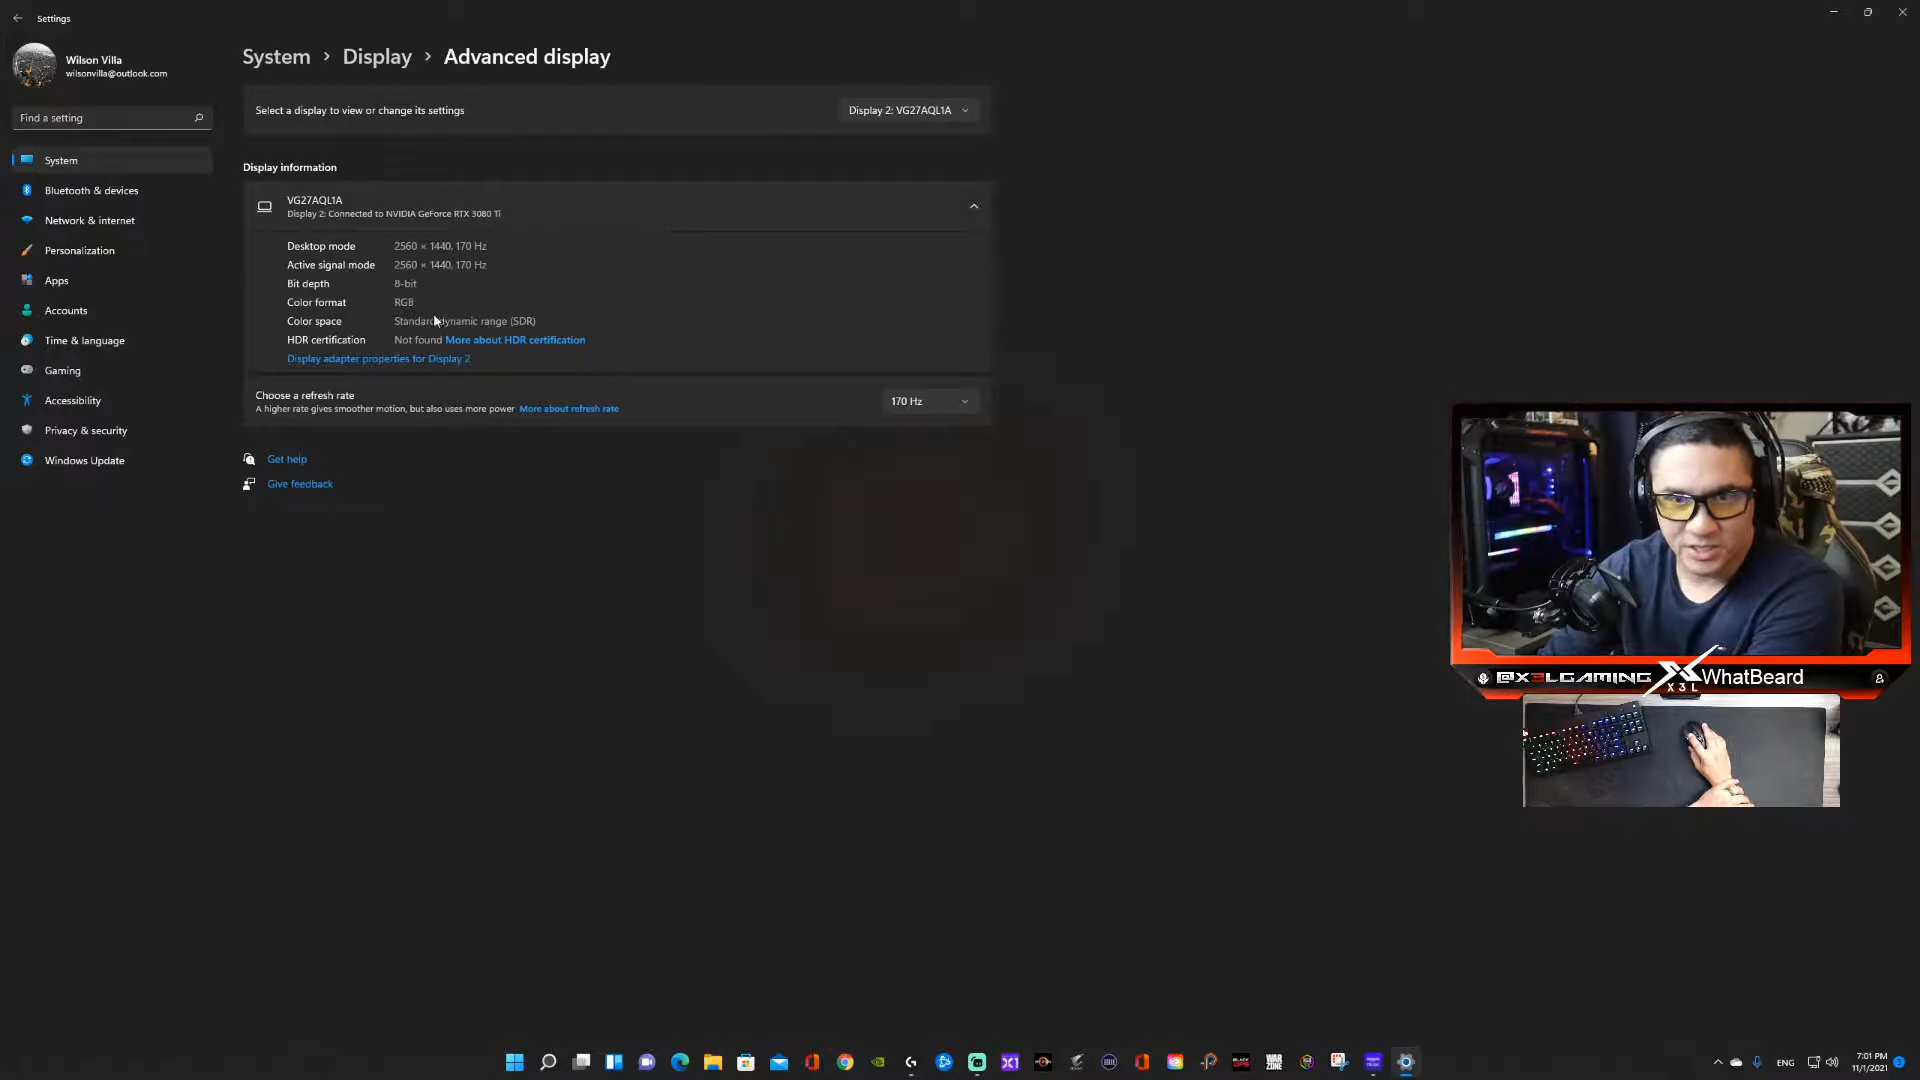 Settings
Wilson Villa
wilsonvilla@outlook.com
Find a setting
System
Bluetooth & devices
Network & internet
Personalization
Apps
Accounts
Time & language
Gaming
Accessibility
Privacy & security
Windows Update
System > Display > Advanced display
Select a display to view or change its settings
Display 2: VG27AQL1A
Display information
VG27AQL1A
Display 2: Connected to NVIDIA GeForce RTX 3080 Ti
Desktop mode 2560 × 1440, 170 Hz
Active signal mode 2560 × 1440, 170 Hz
Bit depth 8-bit
Color format RGB
Color space Standard dynamic range (SDR)
HDR certification Not found More about HDR certification
Display adapter properties for Display 2
Choose a refresh rate
A higher rate gives smoother motion, but also uses more power More about refresh rate
170 Hz
Get help
Give feedback
@X3LGAMING
X3L
WhatBeard
BLACK OPS
WAR ZONE
ENG
7:01 PM
11/1/2021
3